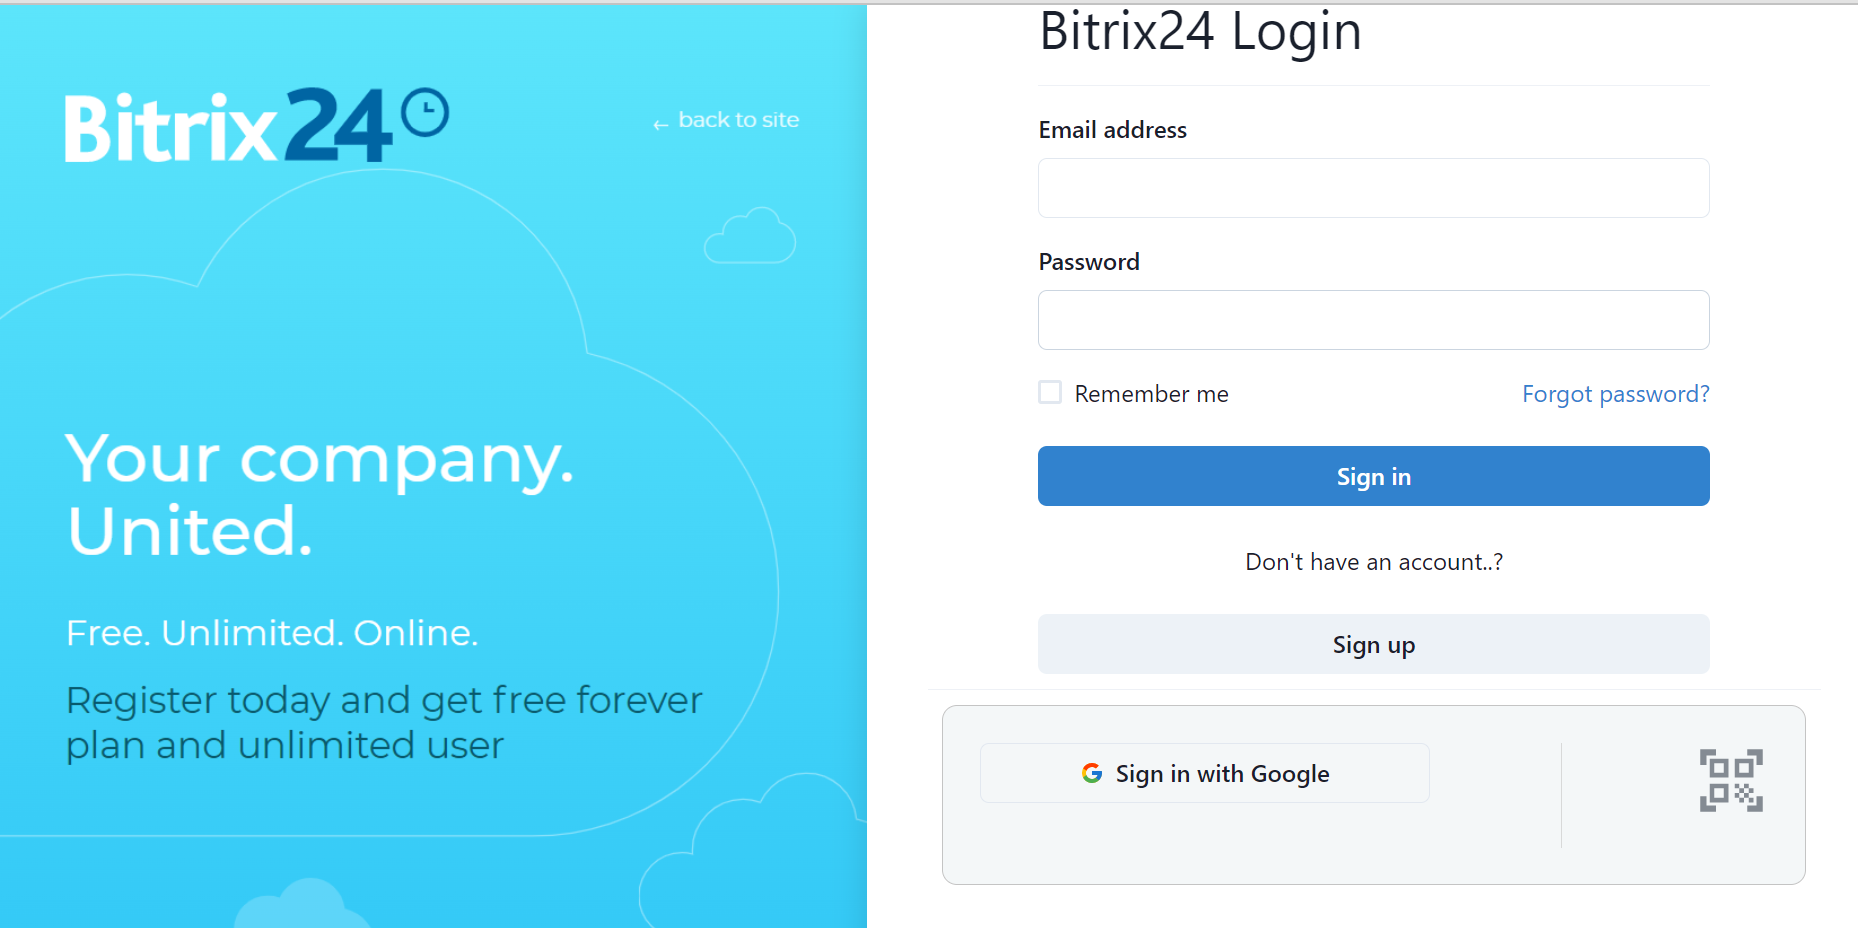 Bitrix24
← back to site
Your company.
United.
Free. Unlimited. Online.
Register today and get free forever
plan and unlimited user
Bitrix24 Login
Email address
Password
Remember me
Forgot password?
Sign in
Don't have an account..?
Sign up
Sign in with Google